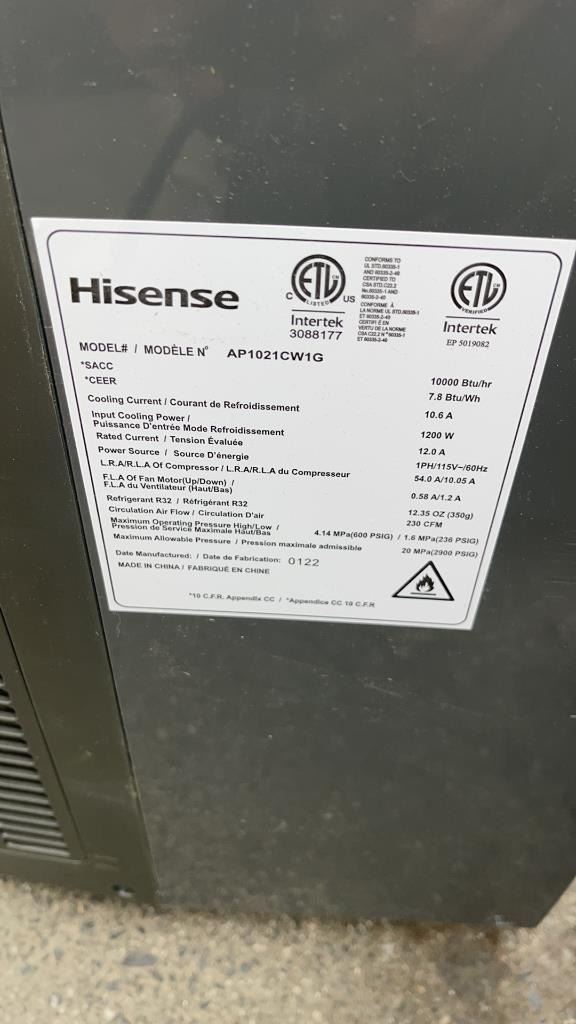 Hisense
ETL
CM
C LISTED US
Intertek
3088177
CONFORMS TO
UL STD.60335-1
AND 60335-2-40
CERTIFIED TO
CSA STD.C22.2
No.60335-1 AND
60335-2-40
CONFORME À
LA NORME UL STD.60335-1
ET 60335-2-40
CERTIFI É EN
VERTU DE LA NORME
CSA C22.2 N°60335-1
ET 60335-2-40
ETL
CM
VERIFIED
Intertek
EP 5019082
MODEL# / MODÈLE N° AP1021CW1G
*SACC 10000 Btu/hr
*CEER 7.8 Btu/Wh
Cooling Current / Courant de Refroidissement 10.6 A
Input Cooling Power /
Puissance D'entrée Mode Refroidissement 1200 W
Rated Current / Tension Évaluée 12.0 A
Power Source / Source D'énergie 1PH/115V~/60Hz
L.R.A/R.L.A Of Compressor / L.R.A/R.L.A du Compresseur 54.0 A/10.05 A
F.L.A Of Fan Motor(Up/Down) /
F.L.A du Ventilateur (Haut/Bas) 0.58 A/1.2 A
Refrigerant R32 / Réfrigérant R32 12.35 OZ (350g)
Circulation Air Flow / Circulation D'air 230 CFM
Maximum Operating Pressure High/Low /
Pression de Service Maximale Haut/Bas 4.14 MPa(600 PSIG) / 1.6 MPa(236 PSIG)
Maximum Allowable Pressure / Pression maximale admissible 20 MPa(2900 PSIG)
Date Manufactured: / Date de Fabrication: 0122
MADE IN CHINA / FABRIQUÉ EN CHINE
*10 C.F.R. Appendix CC / *Appendice CC 10 C.F.R